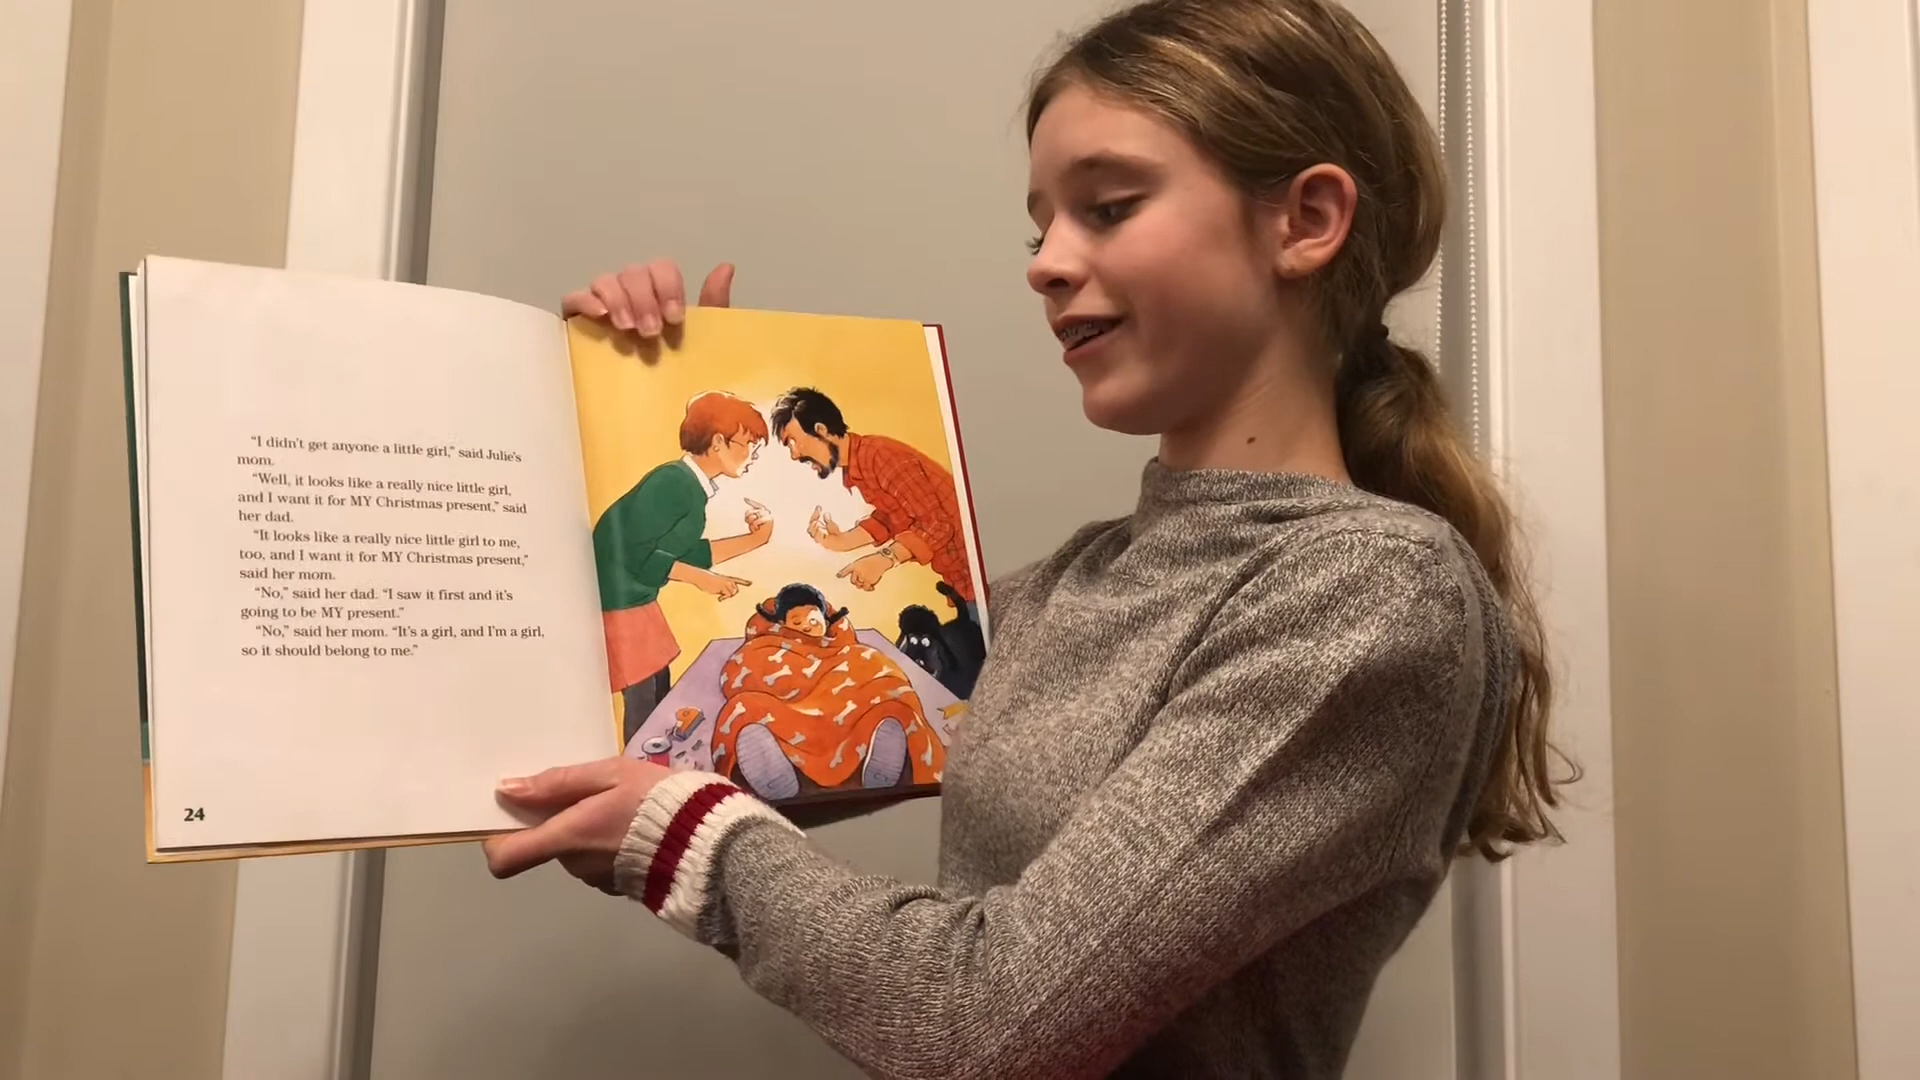 “I didn’t get anyone a little girl,” said Julie’s
mom.
“Well, it looks like a really nice little girl,
and I want it for MY Christmas present,” said
her dad.
“It looks like a really nice little girl to me,
too, and I want it for MY Christmas present,”
said her mom.
“No,” said her dad. “I saw it first and it’s
going to be MY present.”
“No,” said her mom. “It’s a girl, and I’m a girl,
so it should belong to me.”
24